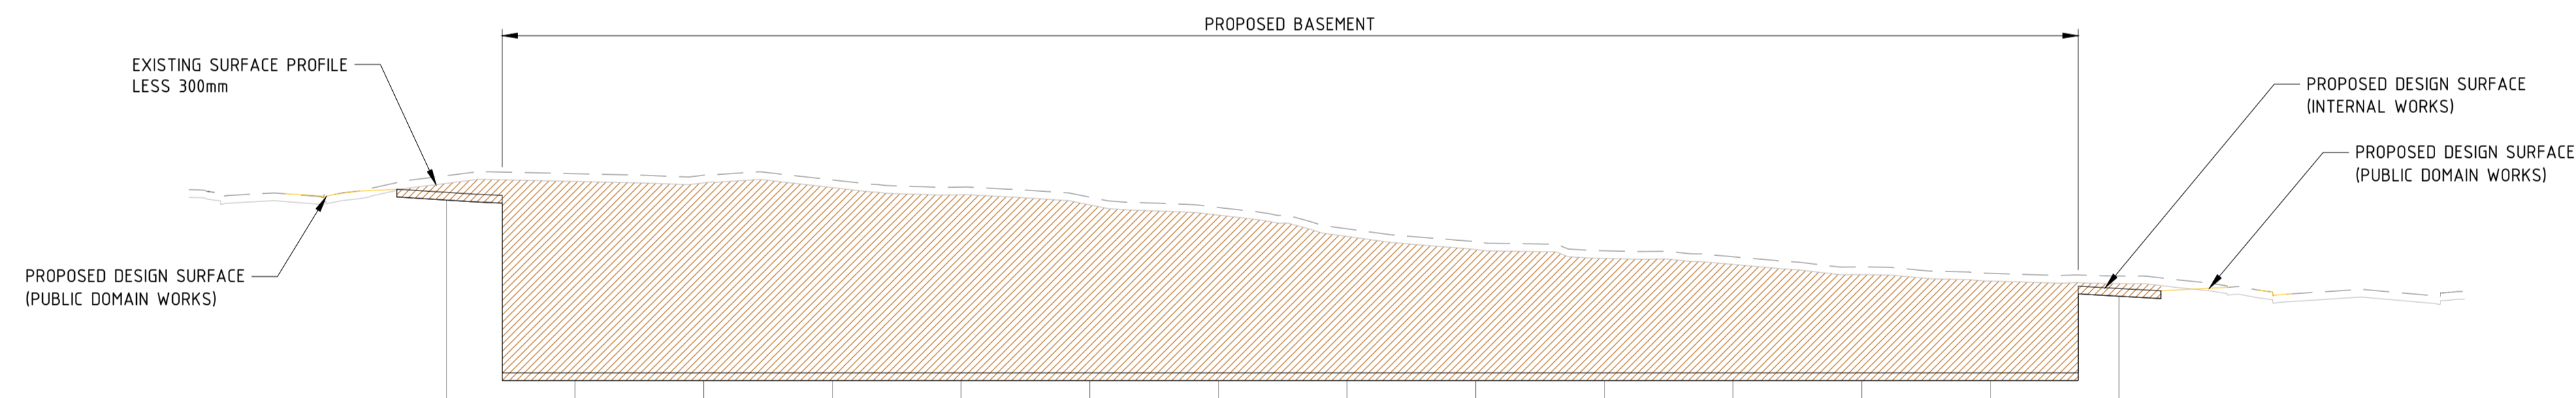 PROPOSED BASEMENT
EXISTING SURFACE PROFILE
LESS 300mm
PROPOSED DESIGN SURFACE
(INTERNAL WORKS)
PROPOSED DESIGN SURFACE
(PUBLIC DOMAIN WORKS)
PROPOSED DESIGN SURFACE
(PUBLIC DOMAIN WORKS)